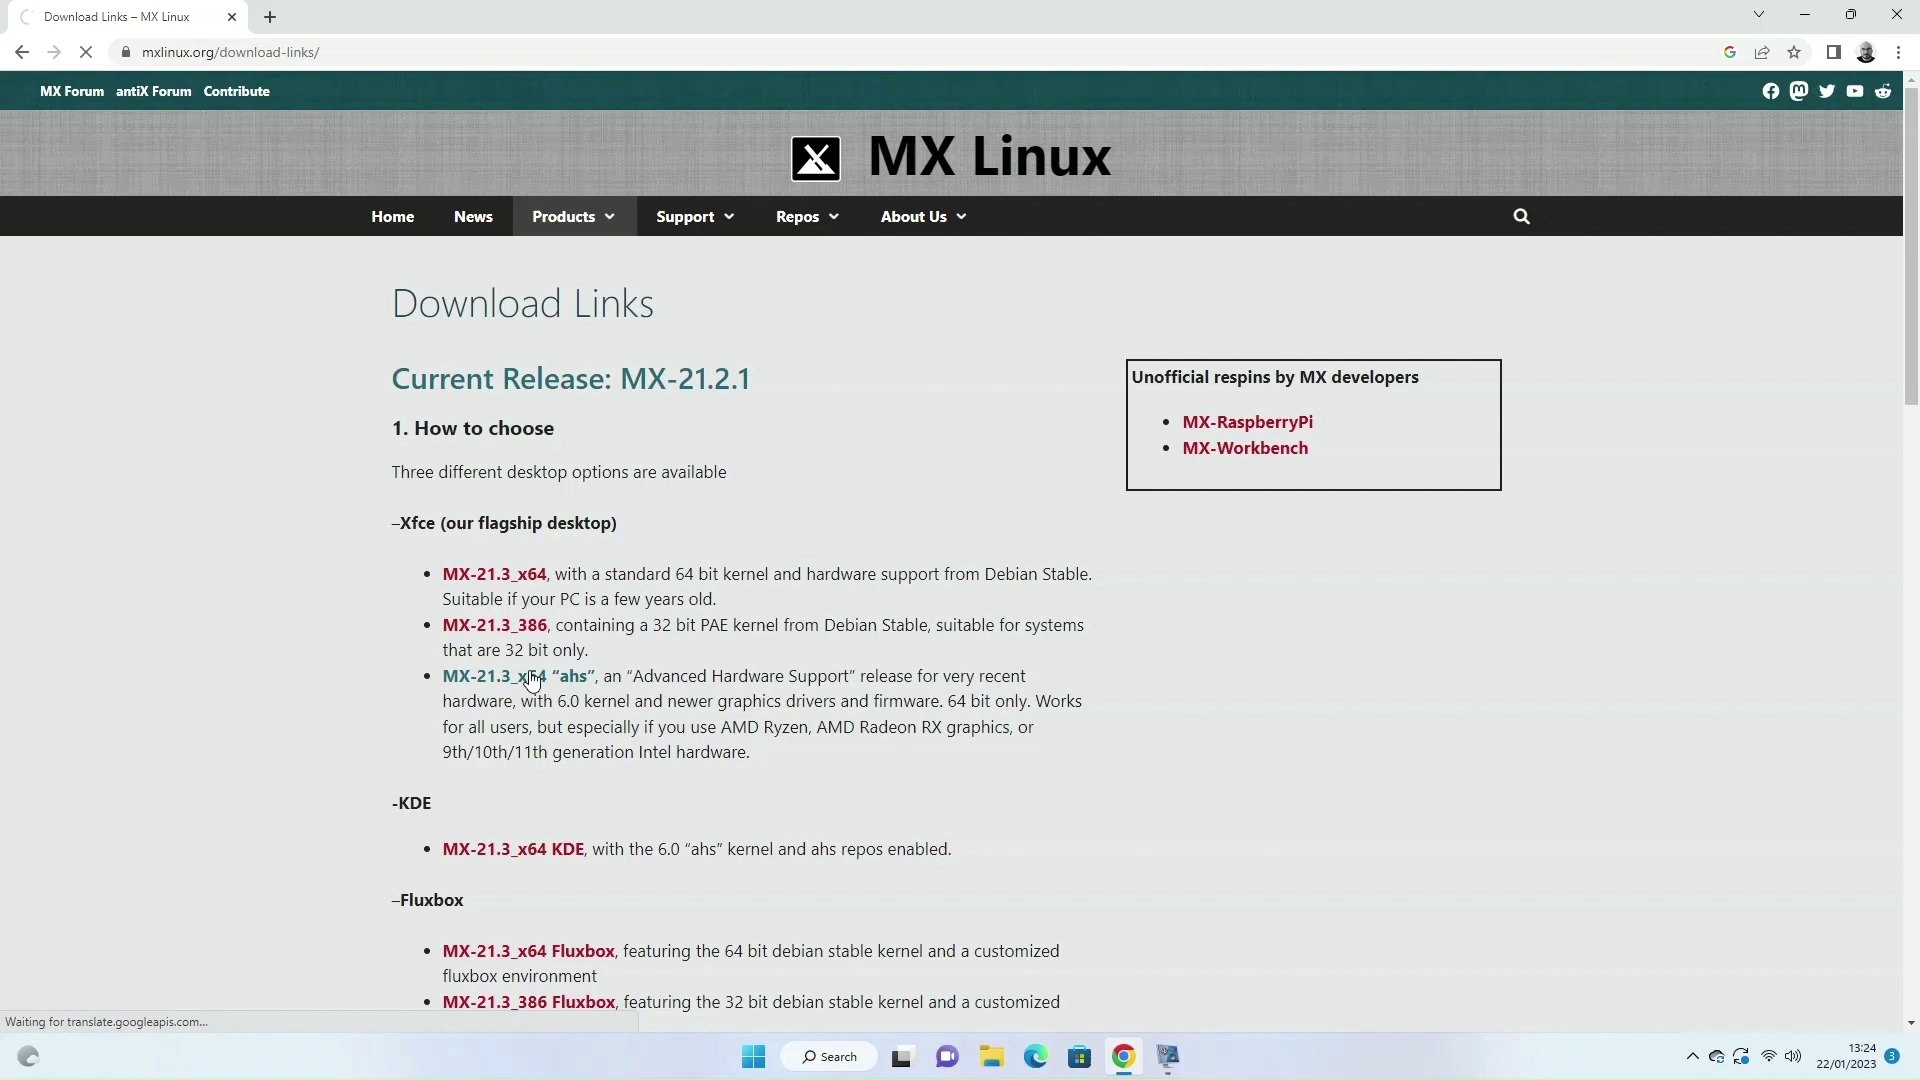 Download Links – MX Linux
mxlinux.org/download-links/
MX Forum antiX Forum Contribute
MX Linux
Home News Products Support Repos About Us
Download Links
Current Release: MX-21.2.1
1. How to choose
Three different desktop options are available
–Xfce (our flagship desktop)
• MX-21.3_x64, with a standard 64 bit kernel and hardware support from Debian Stable.
Suitable if your PC is a few years old.
• MX-21.3_386, containing a 32 bit PAE kernel from Debian Stable, suitable for systems
that are 32 bit only.
• MX-21.3_x64 “ahs”, an “Advanced Hardware Support” release for very recent
hardware, with 6.0 kernel and newer graphics drivers and firmware. 64 bit only. Works
for all users, but especially if you use AMD Ryzen, AMD Radeon RX graphics, or
9th/10th/11th generation Intel hardware.
-KDE
• MX-21.3_x64 KDE, with the 6.0 “ahs” kernel and ahs repos enabled.
–Fluxbox
• MX-21.3_x64 Fluxbox, featuring the 64 bit debian stable kernel and a customized
fluxbox environment
• MX-21.3_386 Fluxbox, featuring the 32 bit debian stable kernel and a customized
Unofficial respins by MX developers
• MX-RaspberryPi
• MX-Workbench
Waiting for translate.googleapis.com...
Search
13:24
22/01/2023
3